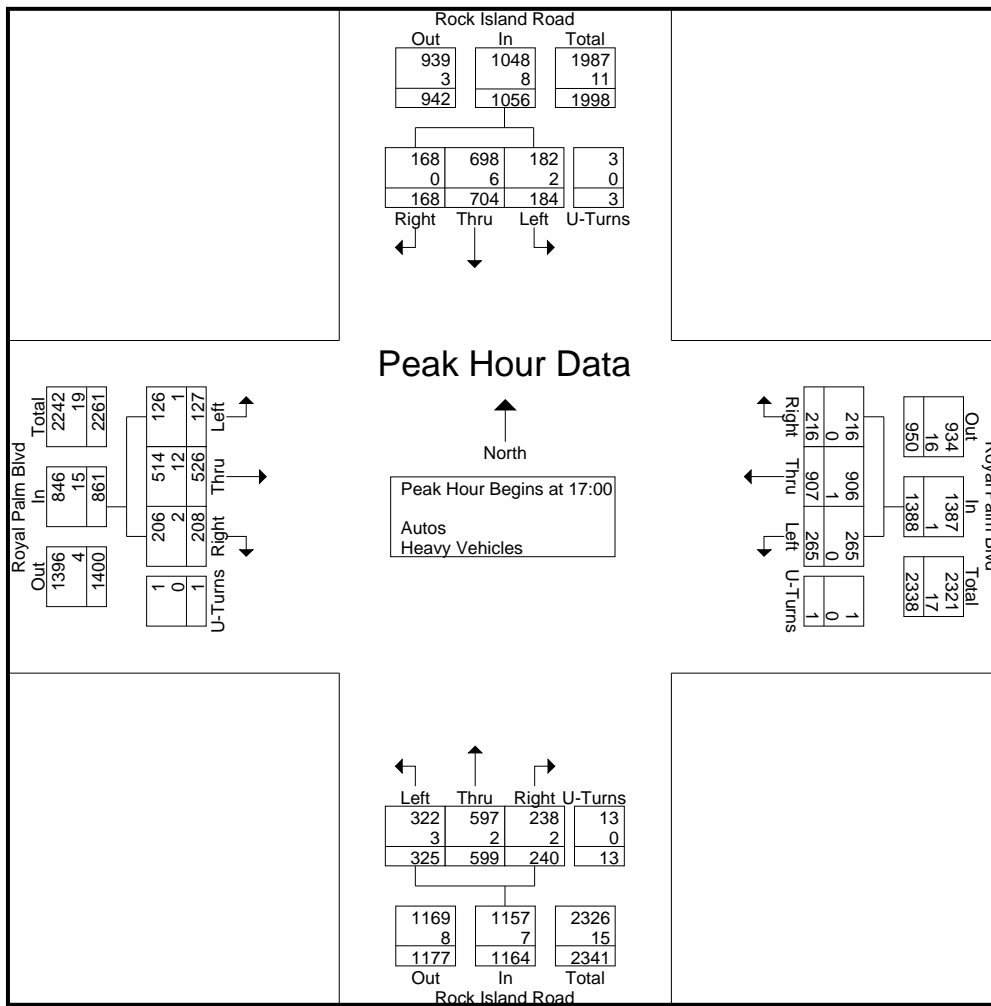 Rock Island Road
Out In Total
939 1048 1987
3 8 11
942 1056 1998
168 698 182 3
0 6 2 0
168 704 184 3
Right Thru Left U-Turns
Peak Hour Data
North
Peak Hour Begins at 17:00
Autos
Heavy Vehicles
Royal Palm Blvd
Total In Out
2242 846 1396
19 15 4
2261 861 1400
126 514 206 1
1 12 2 0
127 526 208 1
Left Thru Right U-Turns
Royal Palm Blvd
Out In Total
934 1387 2321
16 1 17
950 1388 2338
216 906 265 1
0 1 0 0
216 907 265 1
Right Thru Left U-Turns
Left Thru Right U-Turns
322 597 238 13
3 2 2 0
325 599 240 13
1169 1157 2326
8 7 15
1177 1164 2341
Out In Total
Rock Island Road